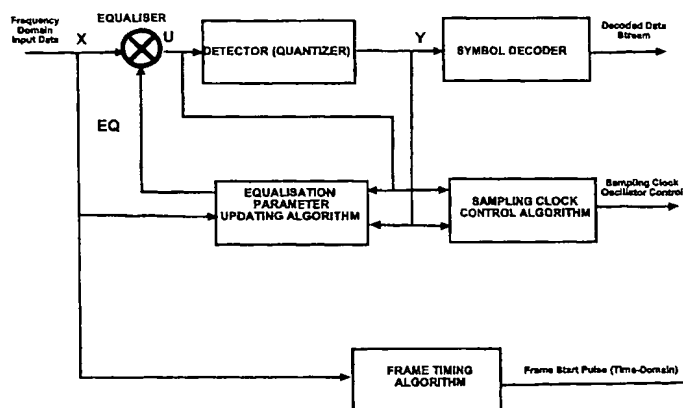 Frequency
Domain
Input Data
X
EQUALISER
U
DETECTOR (QUANTIZER)
Y
SYMBOL DECODER
Decoded Data
Stream
EQ
EQUALISATION
PARAMETER
UPDATING ALGORITHM
SAMPLING CLOCK
CONTROL ALGORITHM
Sampling Clock
Oscillator Control
FRAME TIMING
ALGORITHM
Frame Start Pulse (Time-Domain)